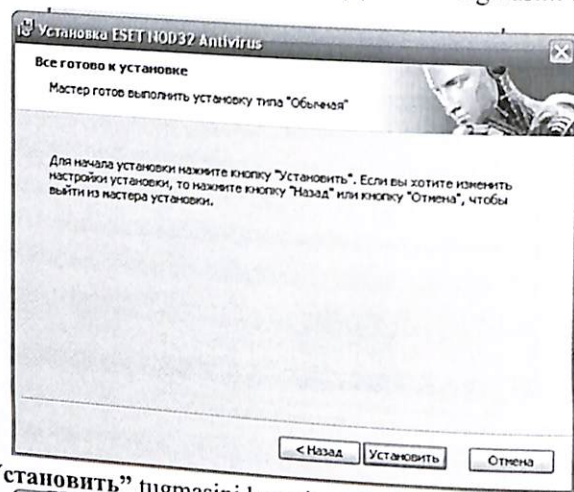 Установка ESET NOD32 Antivirus
Все готово к установке
Мастер готов выполнить установку типа "Обычная"
Для начала установки нажмите кнопку "Установить". Если вы хотите изменить
настройки установки, то нажмите кнопку "Назад" или кнопку "Отмена", чтобы
выйти из мастера установки.
< Назад Установить Отмена
становить” tugmasini